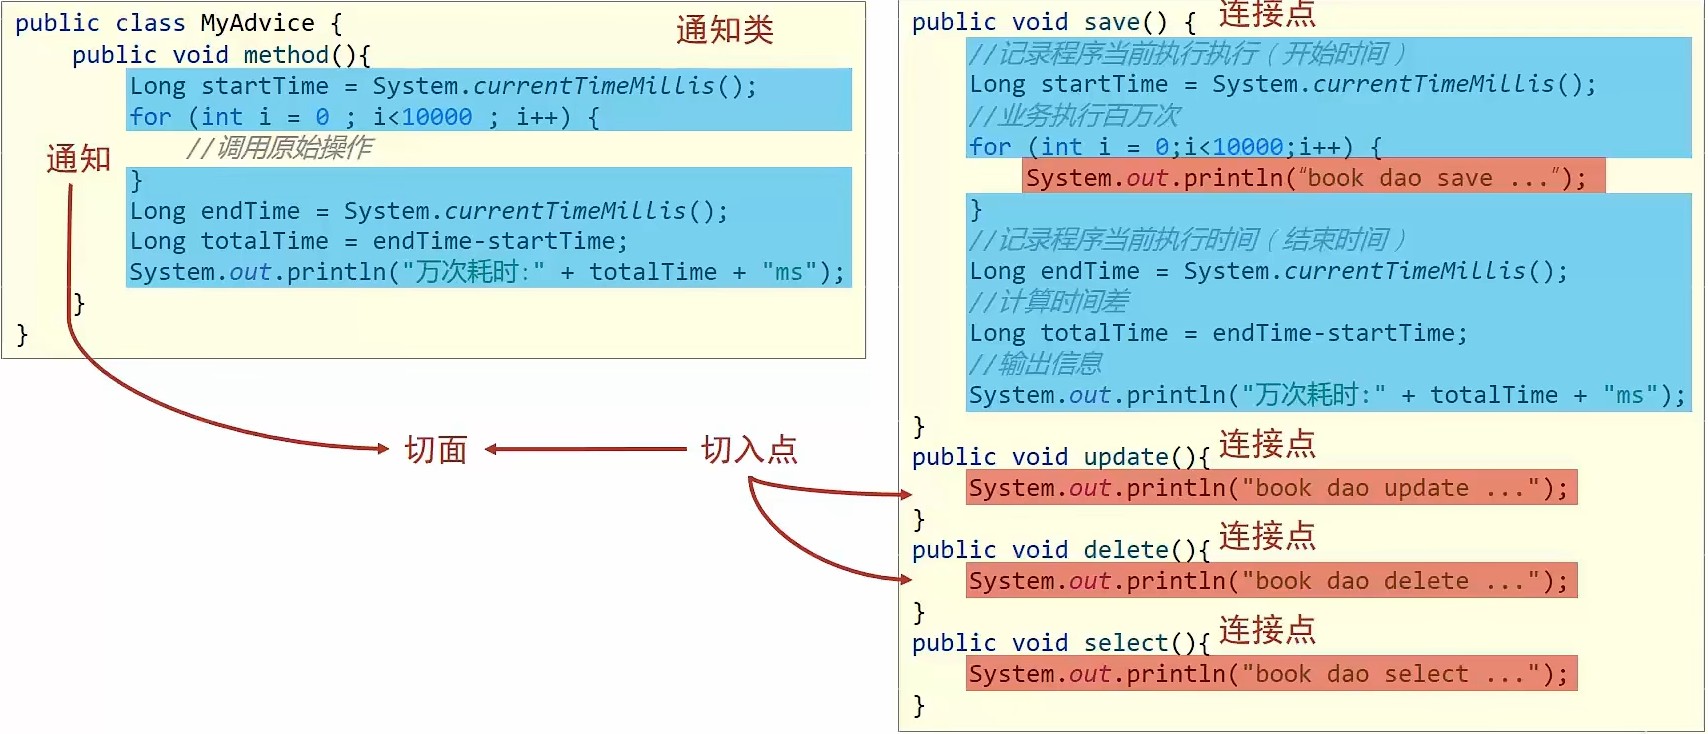 public class MyAdvice {
通知类
public void method(){
Long startTime = System.currentTimeMillis();
for (int i = 0 ; i<10000 ; i++) {
//调用原始操作
通知
}
Long endTime = System.currentTimeMillis();
Long totalTime = endTime-startTime;
System.out.println("万次耗时:" + totalTime + "ms");
}
}
切面
切入点
public void save() {
连接点
//记录程序当前执行执行（开始时间）
Long startTime = System.currentTimeMillis();
//业务执行百万次
for (int i = 0;i<10000;i++) {
System.out.println(“book dao save ...”);
}
//记录程序当前执行时间（结束时间）
Long endTime = System.currentTimeMillis();
//计算时间差
Long totalTime = endTime-startTime;
//输出信息
System.out.println("万次耗时:" + totalTime + "ms");
}
public void update(){
连接点
System.out.println("book dao update ...");
}
public void delete(){
连接点
System.out.println("book dao delete ...");
}
public void select(){
连接点
System.out.println("book dao select ...");
}